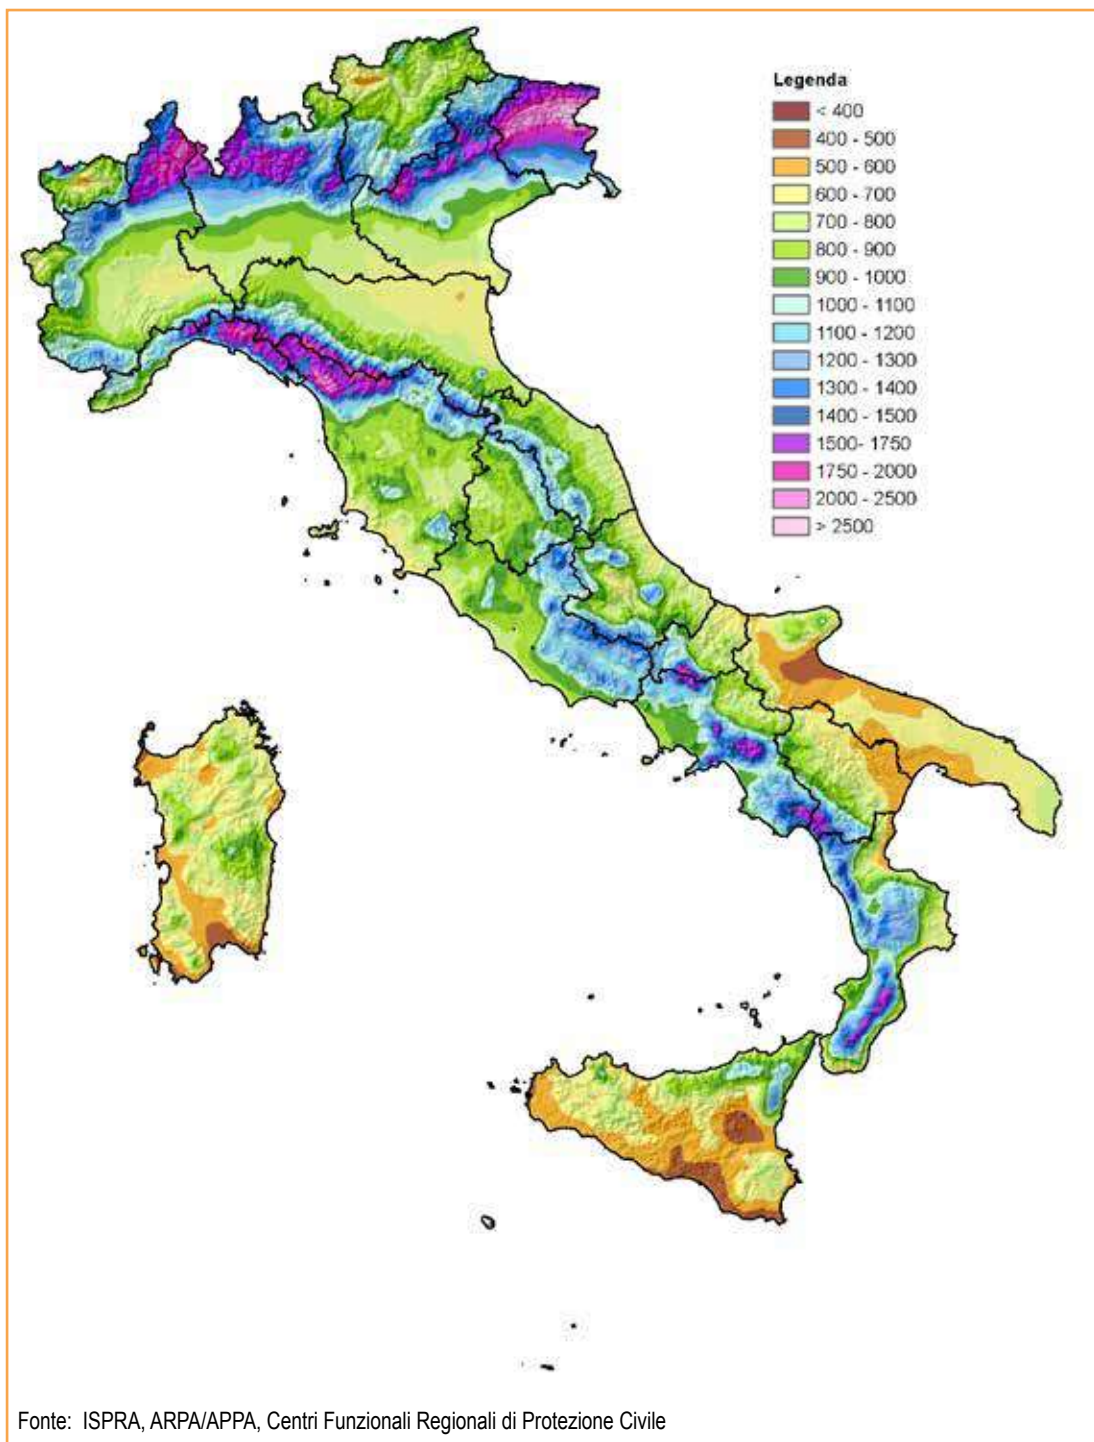 Legenda
< 400
400 - 500
500 - 600
600 - 700
700 - 800
800 - 900
900 - 1000
1000 - 1100
1100 - 1200
1200 - 1300
1300 - 1400
1400 - 1500
1500- 1750
1750 - 2000
2000 - 2500
> 2500
Fonte: ISPRA, ARPA/APPA, Centri Funzionali Regionali di Protezione Civile